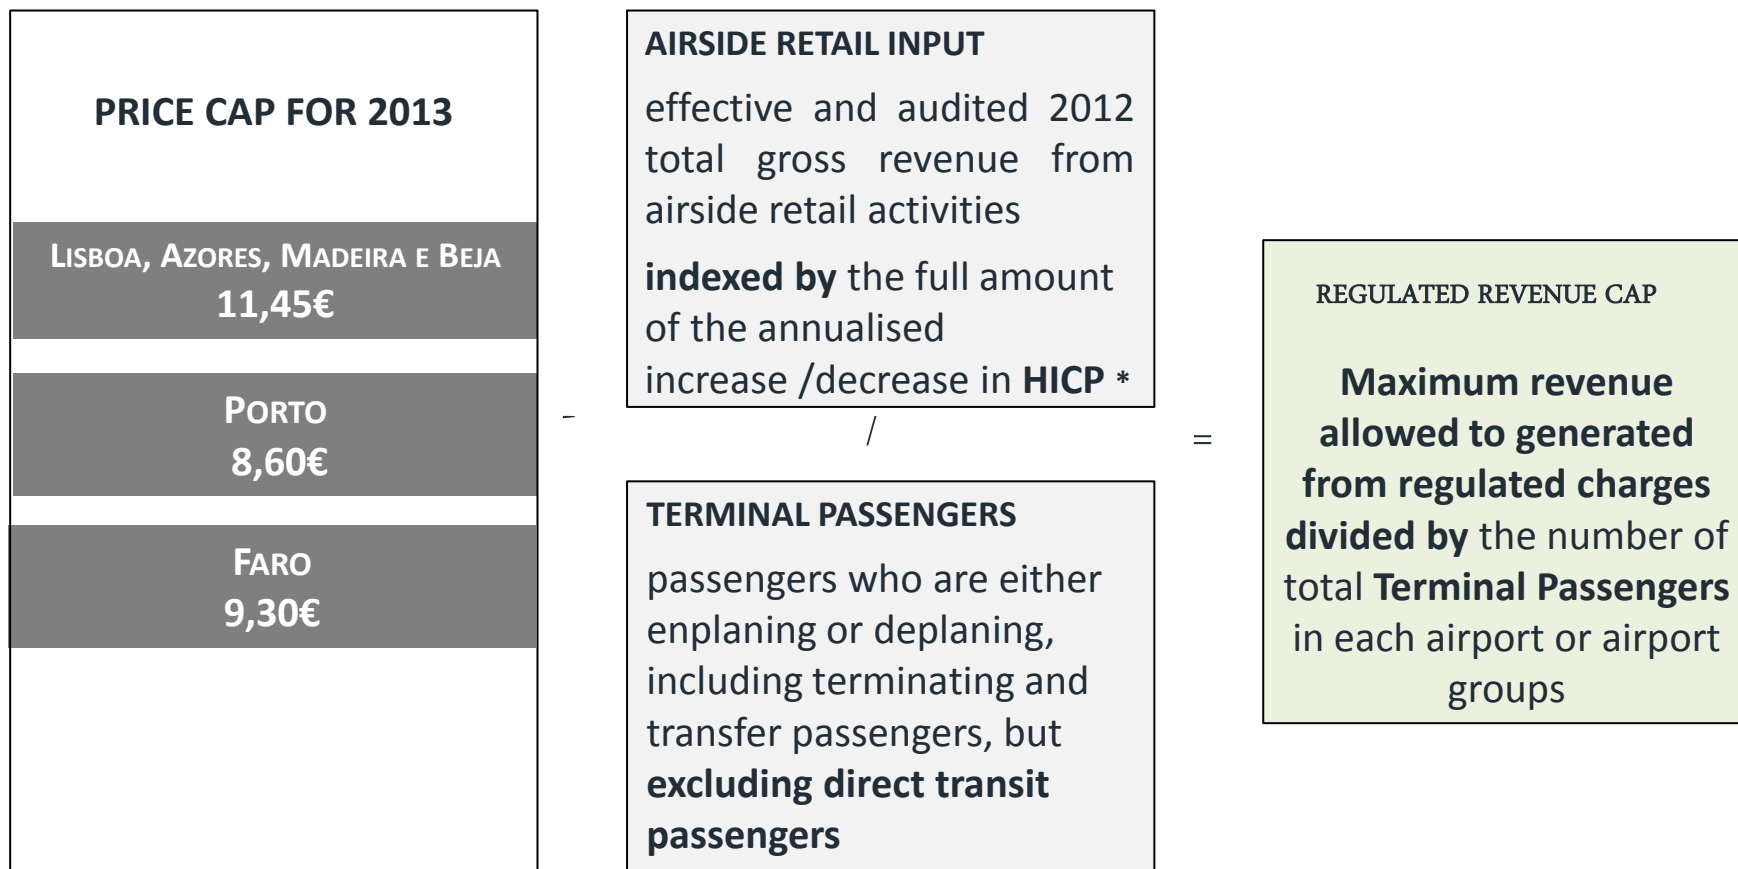 PRICE CAP FOR 2013
LISBOA, AZORES, MADEIRA E BEJA
11,45€
PORTO
8,60€
FARO
9,30€
-
AIRSIDE RETAIL INPUT
effective and audited 2012
total gross revenue from
airside retail activities
indexed by the full amount
of the annualised
increase /decrease in HICP *
/
TERMINAL PASSENGERS
passengers who are either
enplaning or deplaning,
including terminating and
transfer passengers, but
excluding direct transit
passengers
=
REGULATED REVENUE CAP
Maximum revenue
allowed to generated
from regulated charges
divided by the number of
total Terminal Passengers
in each airport or airport
groups